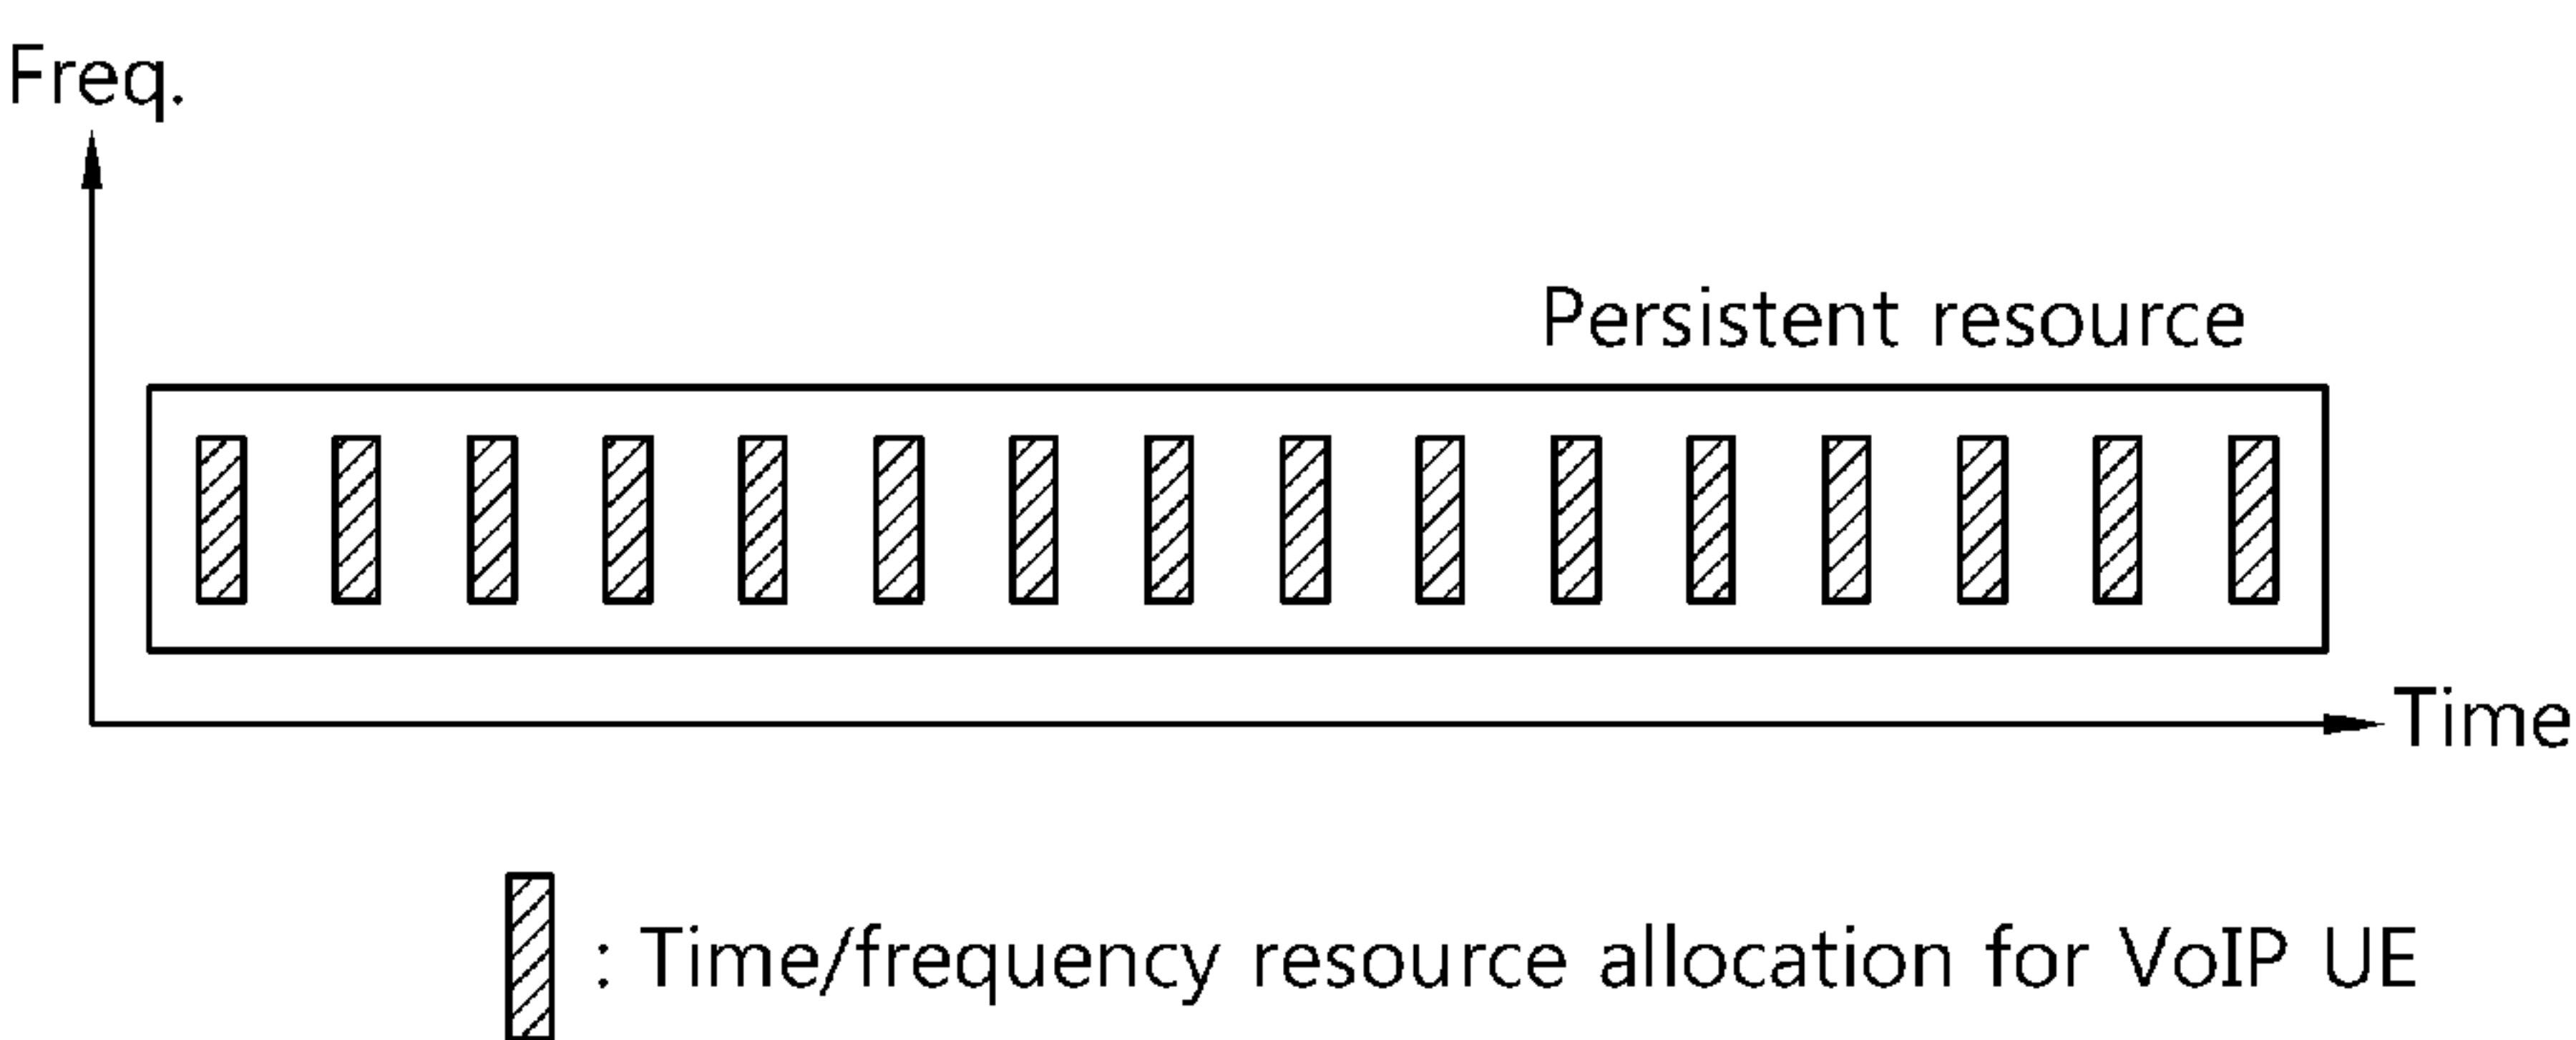 Freq.
Persistent resource
Time
: Time/frequency resource allocation for VoIP UE